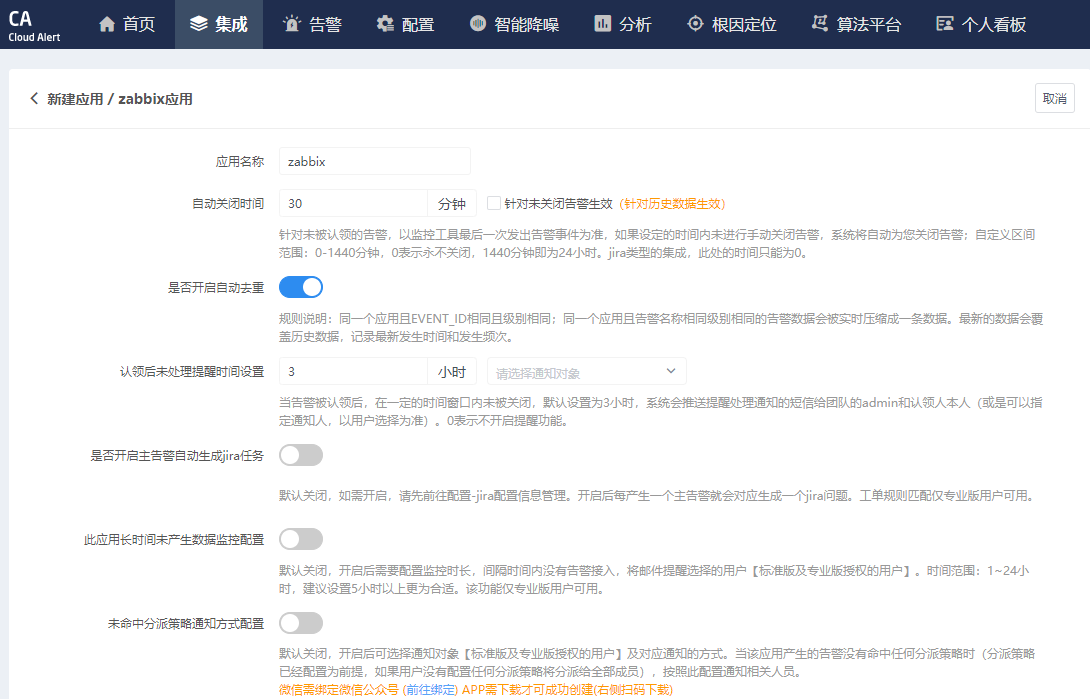 CA
Cloud Alert
首页
集成
告警
配置
智能降噪
分析
根因定位
算法平台
个人看板
新建应用 / zabbix应用
取消
应用名称
zabbix
自动关闭时间
30
分钟
针对未关闭告警生效（针对历史数据生效）
针对未被认领的告警，以监控工具最后一次发出告警事件为准，如果设定的时间内未进行手动关闭告警，系统将自动为您关闭告警；自定义区间
范围：0-1440分钟，0表示永不关闭，1440分钟即为24小时。jira类型的集成，此处的时间只能为0。
是否开启自动去重
规则说明：同一个应用且EVENT_ID相同且级别相同；同一个应用且告警名称相同级别相同的告警数据会被实时压缩成一条数据。最新的数据会覆
盖历史数据，记录最新发生时间和发生频次。
认领后未处理提醒时间设置
3
小时
请选择通知对象
当告警被认领后，在一定的时间窗口内未被关闭，默认设置为3小时，系统会推送提醒处理通知的短信给团队的admin和认领人本人（或是可以指
定通知人，以用户选择为准）。0表示不开启提醒功能。
是否开启主告警自动生成jira任务
默认关闭，如需开启，请先前往配置-jira配置信息管理。开启后每产生一个主告警就会对应生成一个jira问题。工单规则匹配仅专业版用户可用。
此应用长时间未产生数据监控配置
默认关闭，开启后需要配置监控时长，间隔时间内没有告警接入，将邮件提醒选择的用户【标准版及专业版授权的用户】。时间范围：1~24小
时，建议设置5小时以上更为合适。该功能仅专业版用户可用。
未命中分派策略通知方式配置
默认关闭，开启后可选择通知对象【标准版及专业版授权的用户】及对应通知的方式。当该应用产生的告警没有命中任何分派策略时（分派策略
已经配置为前提，如果用户没有配置任何分派策略将分派给全部成员），按照此配置通知相关人员。
微信需绑定微信公众号 (前往绑定) APP需下载才可成功创建(右侧扫码下载)